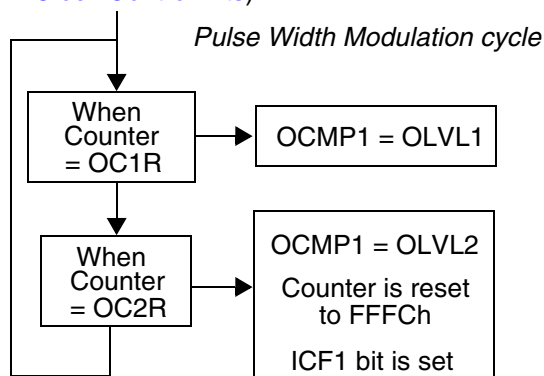 Pulse Width Modulation cycle
When
Counter
= OC1R
OCMP1 = OLVL1
When
Counter
= OC2R
OCMP1 = OLVL2
Counter is reset
to FFFCh
ICF1 bit is set